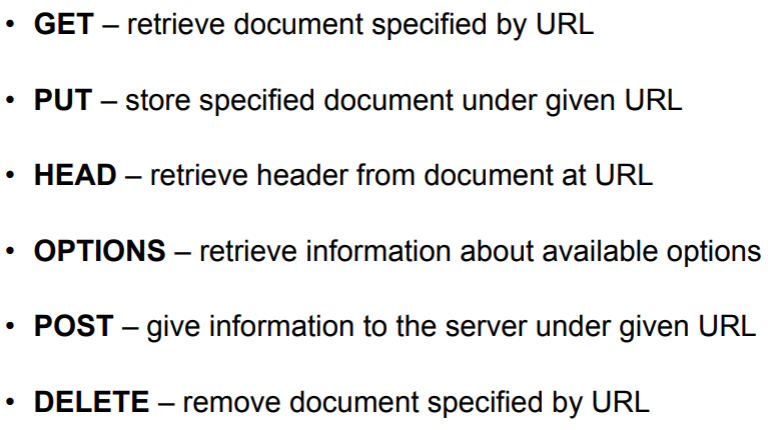 • GET – retrieve document specified by URL
• PUT – store specified document under given URL
• HEAD – retrieve header from document at URL
• OPTIONS – retrieve information about available options
• POST – give information to the server under given URL
• DELETE – remove document specified by URL